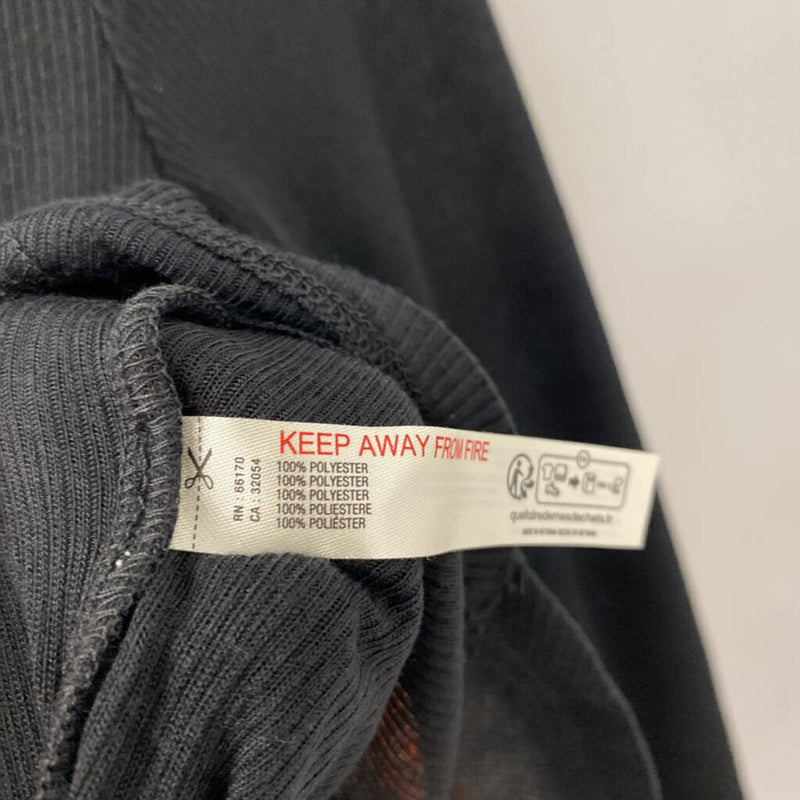 RN : 66170
CA : 32054
KEEP AWAY FROM FIRE
100% POLYESTER
100% POLYESTER
100% POLYESTER
100% POLIESTERE
100% POLIÉSTER
quefairedemesdechets.fr